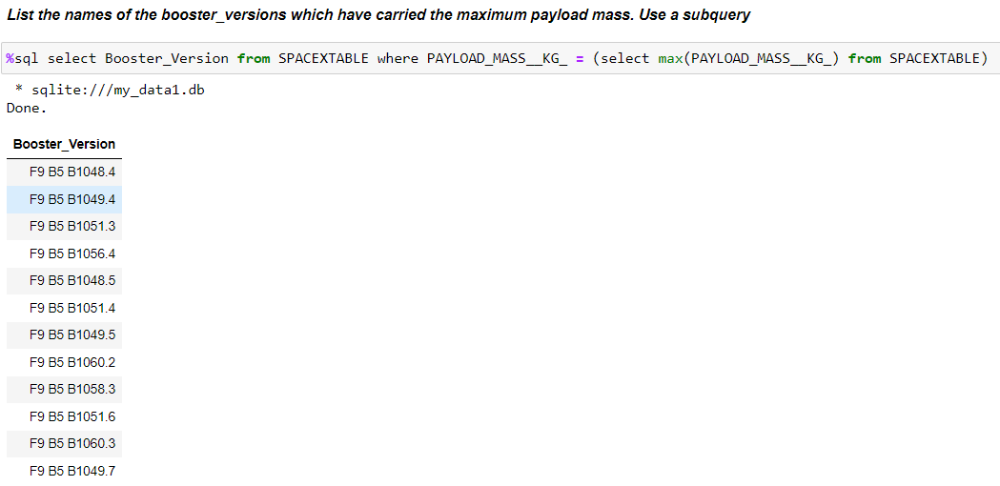 List the names of the booster_versions which have carried the maximum payload mass. Use a subquery
%sql select Booster_Version from SPACEXTABLE where PAYLOAD_MASS__KG_ = (select max(PAYLOAD_MASS__KG_) from SPACEXTABLE)
* sqlite:///my_data1.db
Done.
Booster_Version
F9 B5 B1048.4
F9 B5 B1049.4
F9 B5 B1051.3
F9 B5 B1056.4
F9 B5 B1048.5
F9 B5 B1051.4
F9 B5 B1049.5
F9 B5 B1060.2
F9 B5 B1058.3
F9 B5 B1051.6
F9 B5 B1060.3
F9 B5 B1049.7